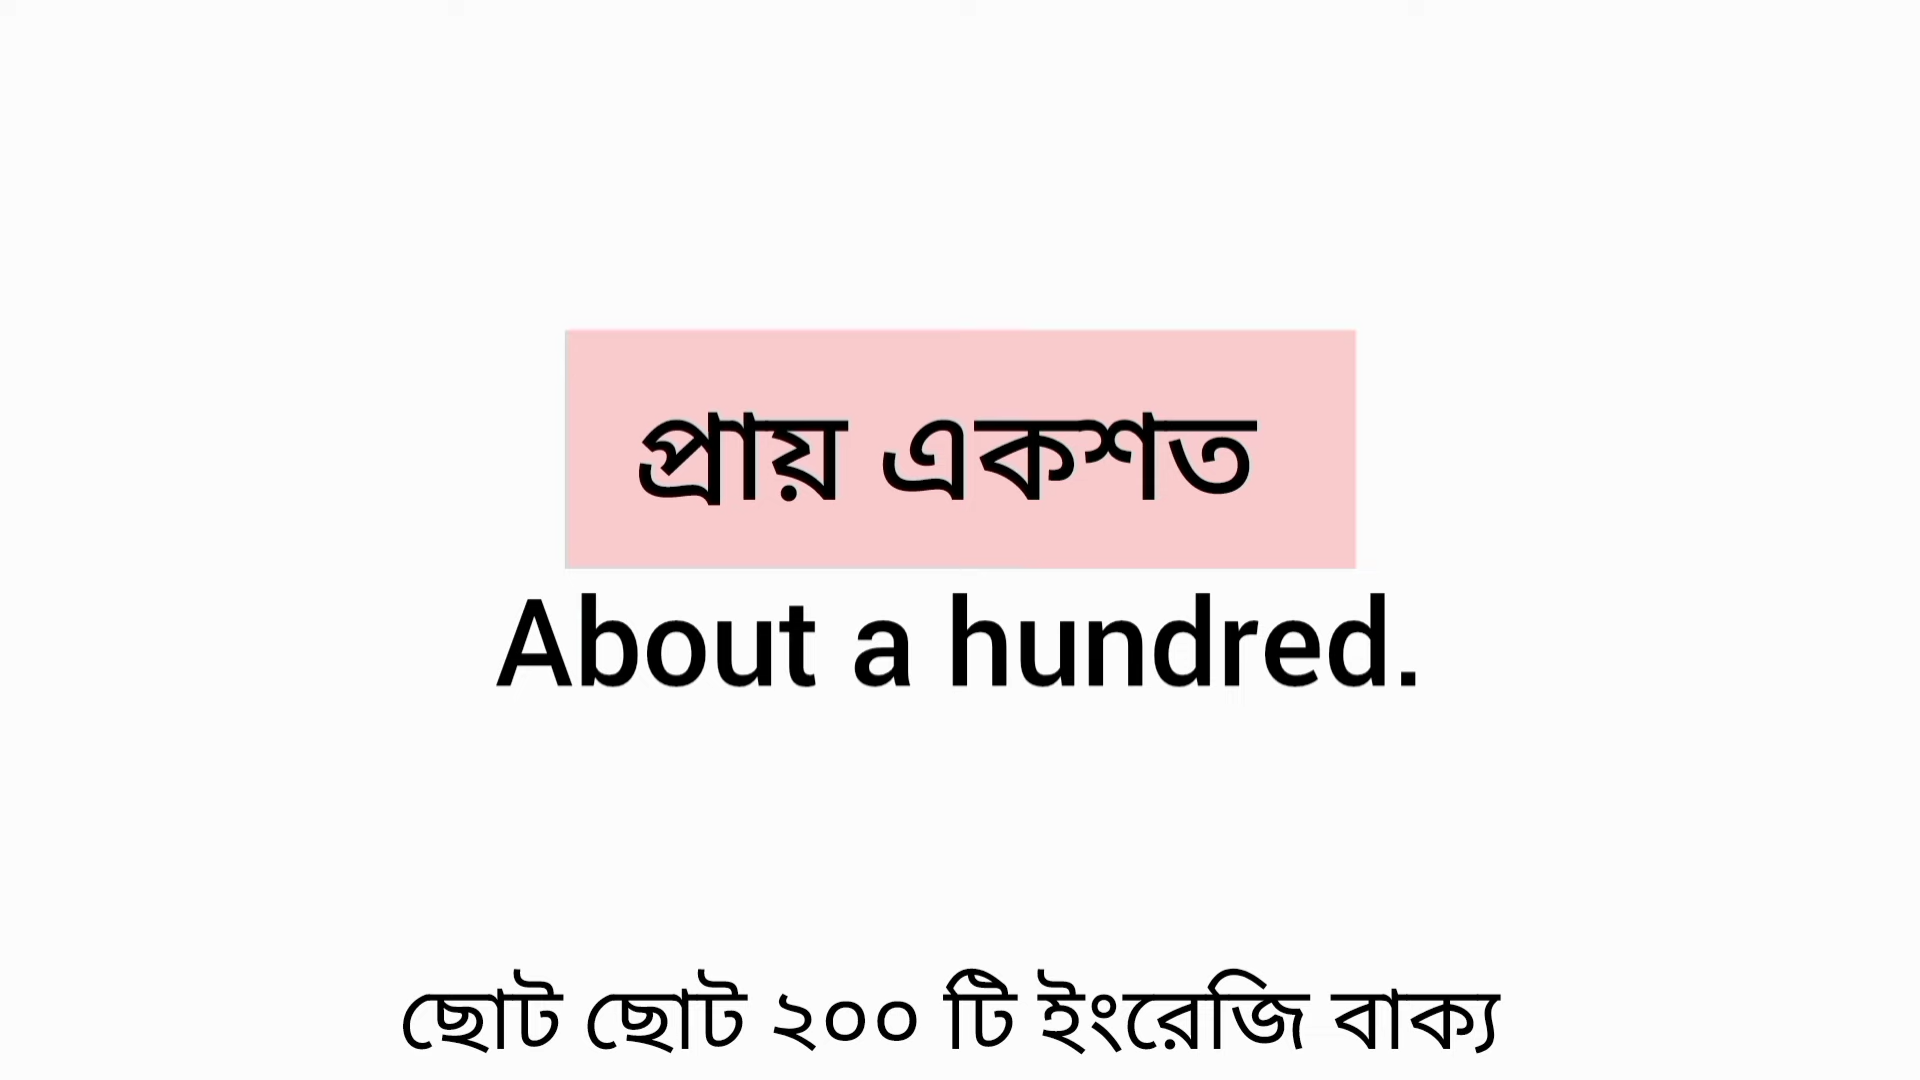 প্রায় একশত
About a hundred.
ছোট ছোট ২০০ টি ইংরেজি বাক্য